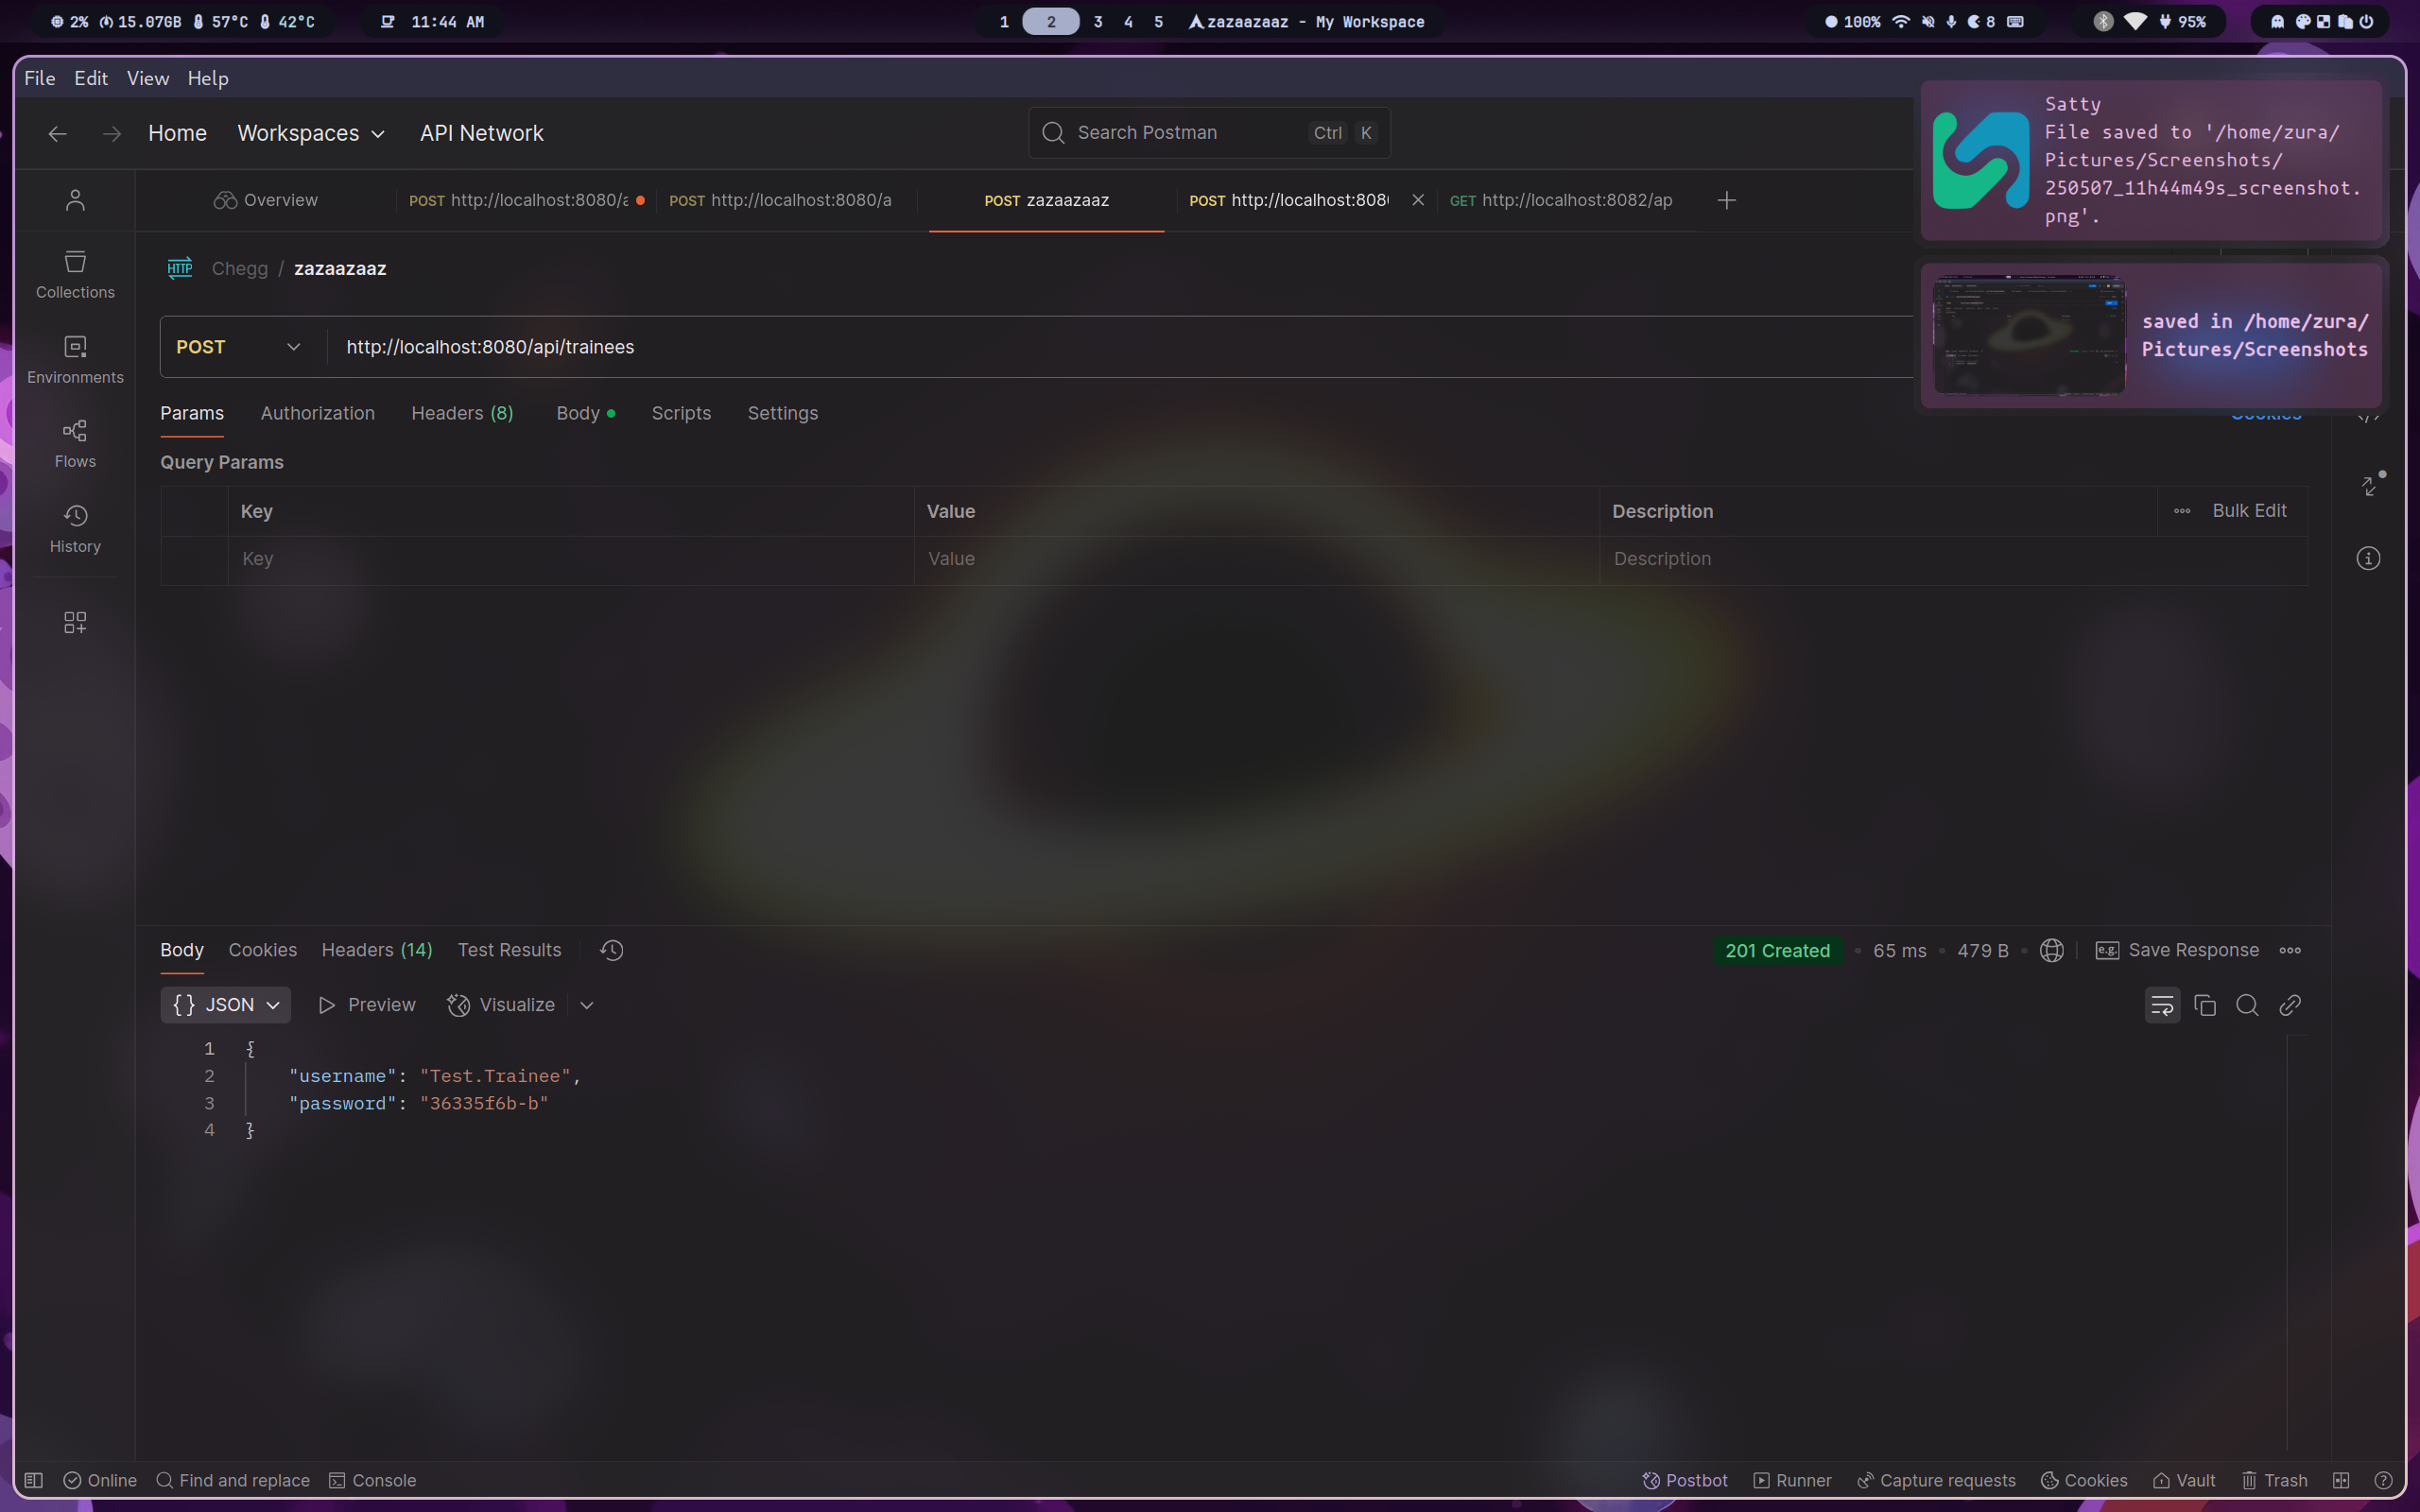 2% 15.07GB 57°C 42°C 11:44 AM 1 2 3 4 5 zazaazaaz - My Workspace 100% 8 95%
File Edit View Help
Home Workspaces API Network Search Postman Ctrl K
Satty
File saved to '/home/zura/
Pictures/Screenshots/
250507_11h44m49s_screenshot.
png'.
Overview POST http://localhost:8080/a POST http://localhost:8080/a POST zazaazaaz POST http://localhost:808 GET http://localhost:8082/ap
HTTP Chegg / zazaazaaz
saved in /home/zura/
Pictures/Screenshots
POST http://localhost:8080/api/trainees
Params Authorization Headers (8) Body Scripts Settings Cookies
Collections
Environments
Flows
History
Query Params
Key Value Description Bulk Edit
Key Value Description
Body Cookies Headers (14) Test Results 201 Created 65 ms 479 B e.g. Save Response
{} JSON Preview Visualize
1 {
2 "username": "Test.Trainee",
3 "password": "36335f6b-b"
4 }
Online Find and replace Console Postbot Runner Capture requests Cookies Vault Trash